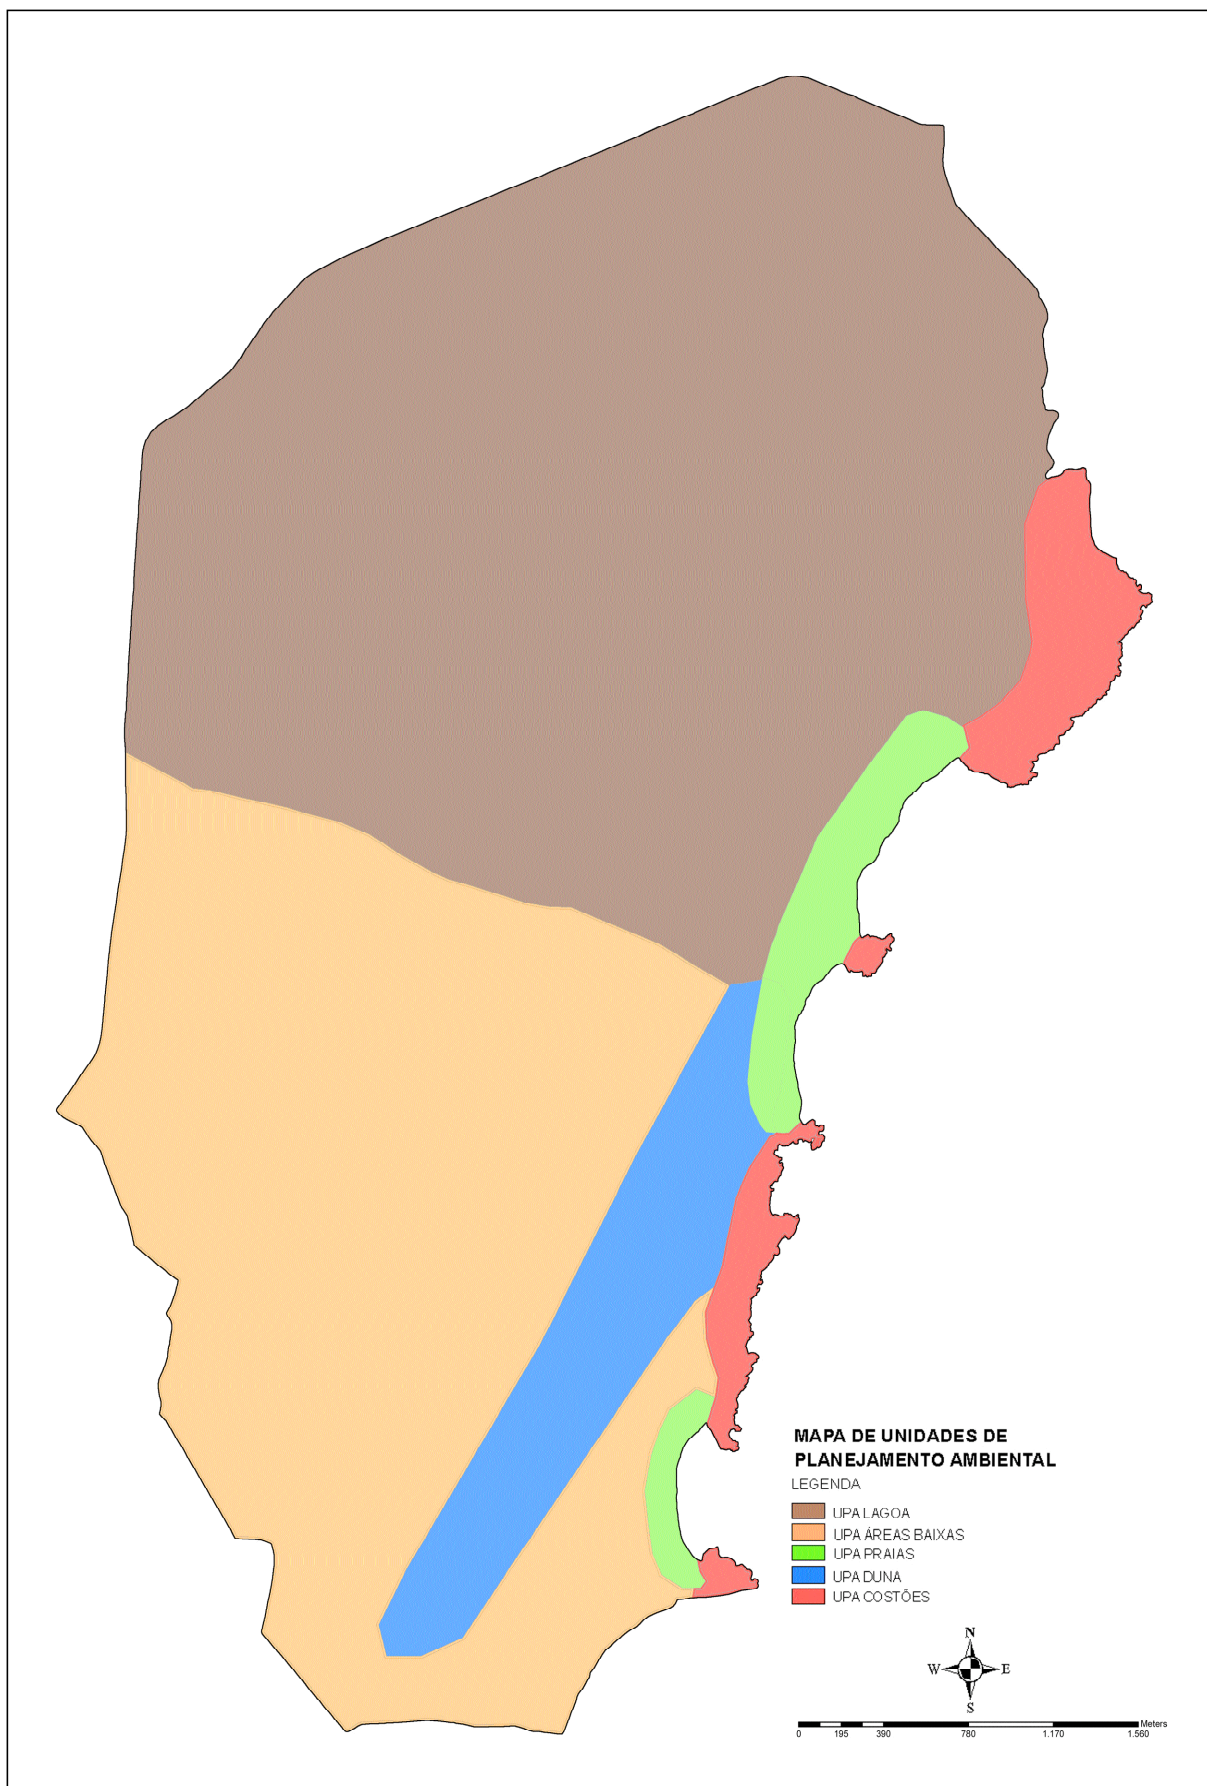 MAPA DE UNIDADES DE
PLANEJAMENTO AMBIENTAL
LEGENDA
UPA LAGOA
UPA ÁREAS BAIXAS
UPA PRAIAS
UPA DUNA
UPA COSTÕES
N
W E
S
Meters
0 195 390 780 1.170 1.560